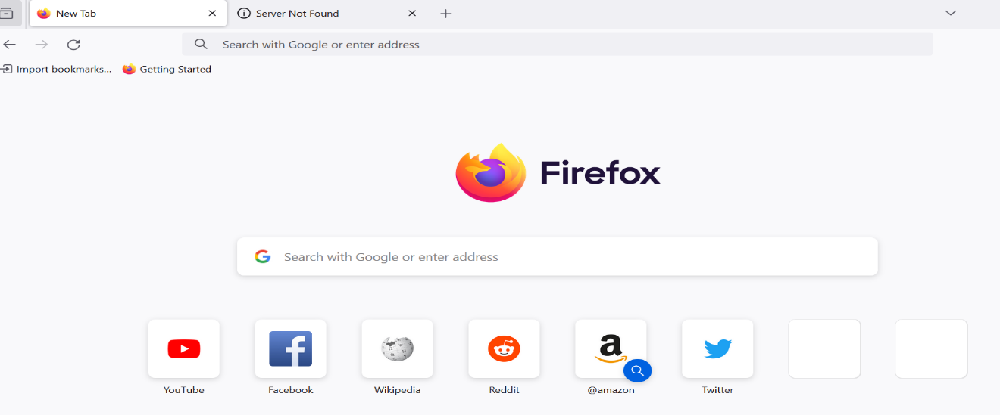 New Tab
Server Not Found
Search with Google or enter address
Import bookmarks...
Getting Started
Firefox
Search with Google or enter address
YouTube
Facebook
Wikipedia
Reddit
@amazon
Twitter